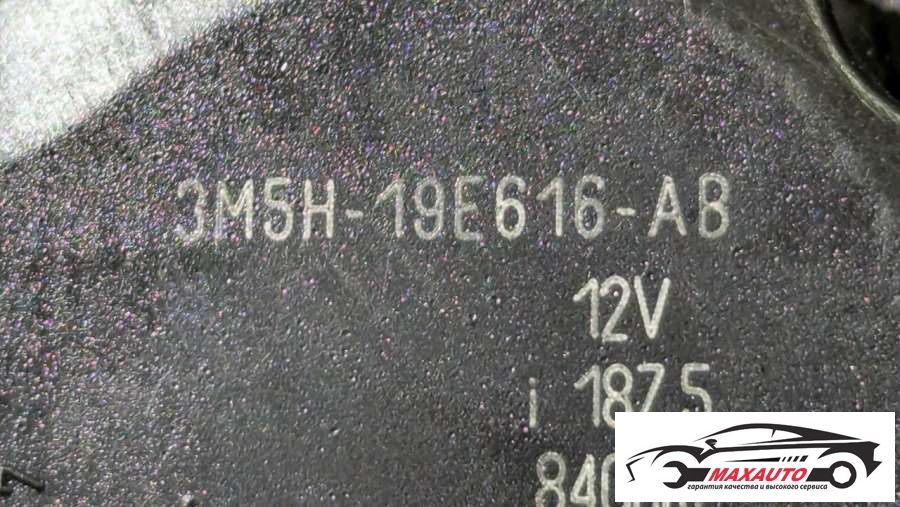 3M5H-19E616-AB
12V
i 187.5
MAXAUTO
гарантия качества и высокого сервиса